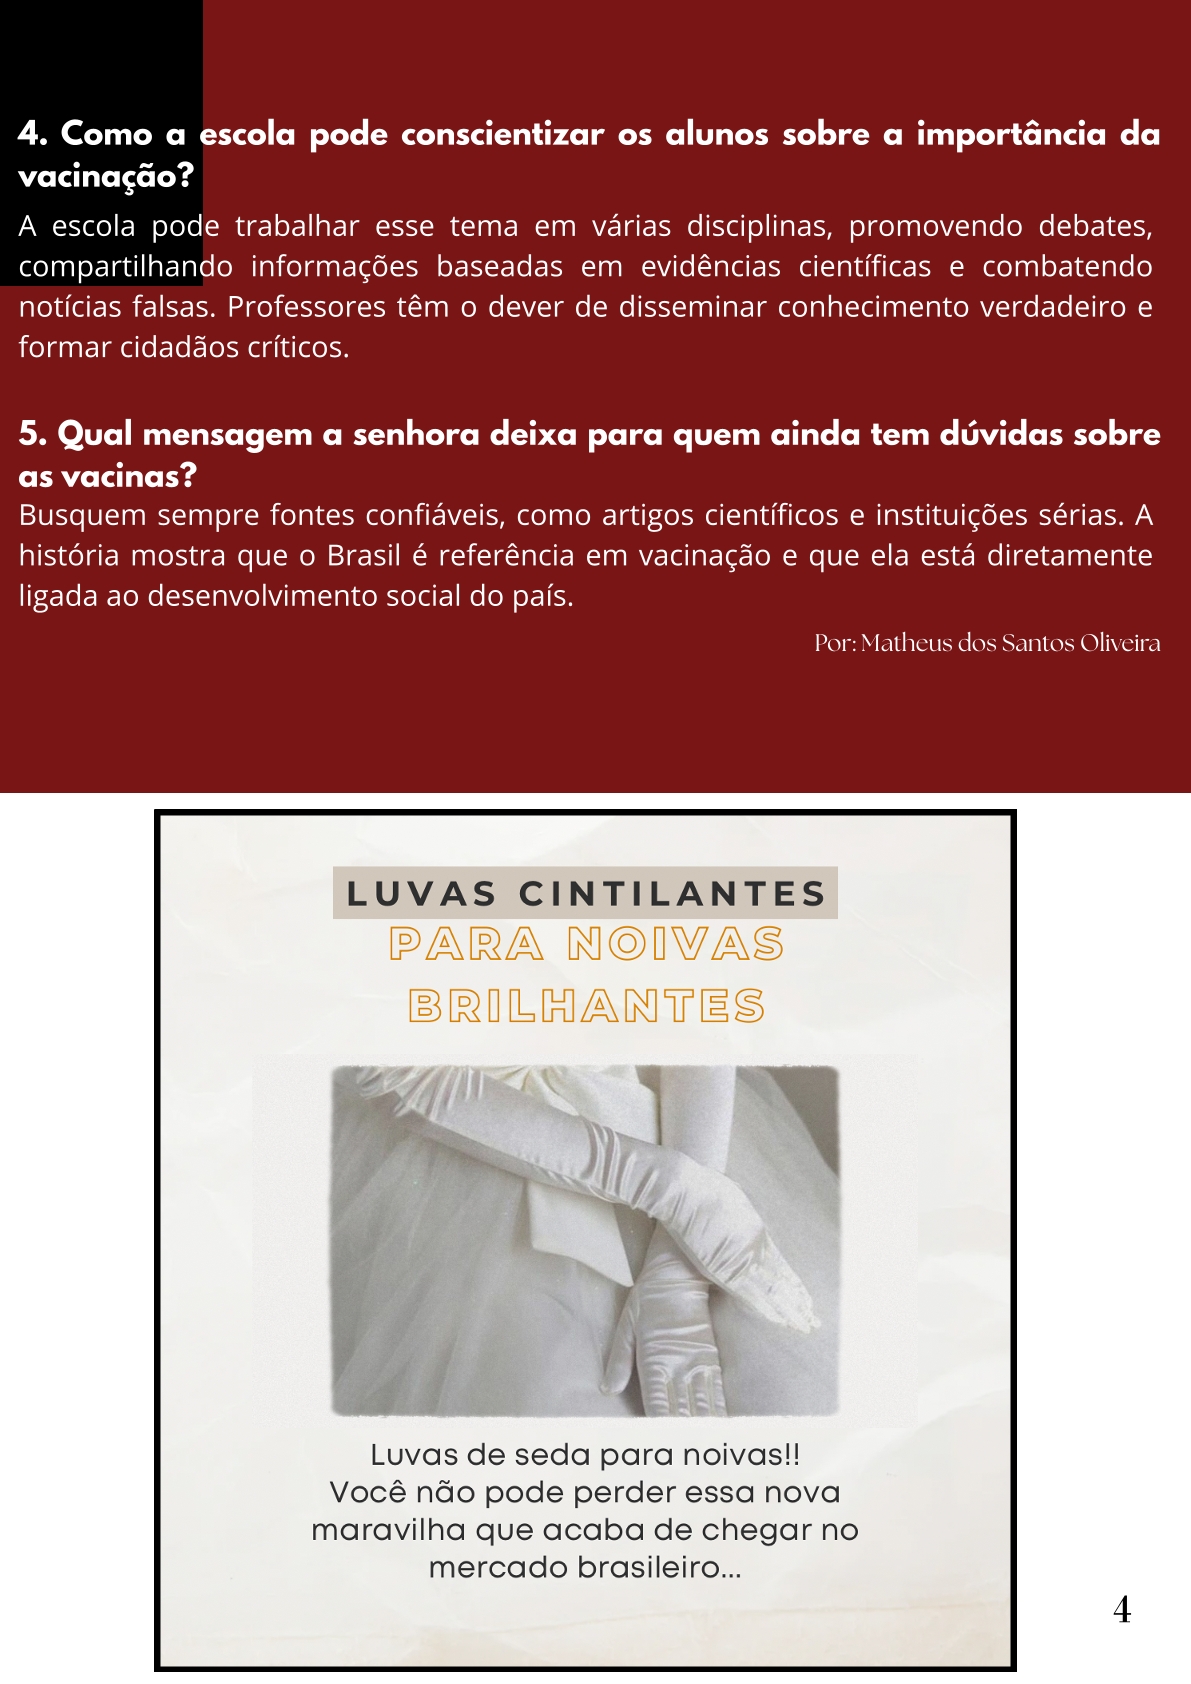 4. Como a escola pode conscientizar os alunos sobre a importância da
vacinação?
A escola pode trabalhar esse tema em várias disciplinas, promovendo debates,
compartilhando informações baseadas em evidências científicas e combatendo
notícias falsas. Professores têm o dever de disseminar conhecimento verdadeiro e
formar cidadãos críticos.
5. Qual mensagem a senhora deixa para quem ainda tem dúvidas sobre
as vacinas?
Busquem sempre fontes confiáveis, como artigos científicos e instituições sérias. A
história mostra que o Brasil é referência em vacinação e que ela está diretamente
ligada ao desenvolvimento social do país.
Por: Matheus dos Santos Oliveira
LUVAS CINTILANTES
PARA NOIVAS
BRILHANTES
Luvas de seda para noivas!!
Você não pode perder essa nova
maravilha que acaba de chegar no
mercado brasileiro...
4